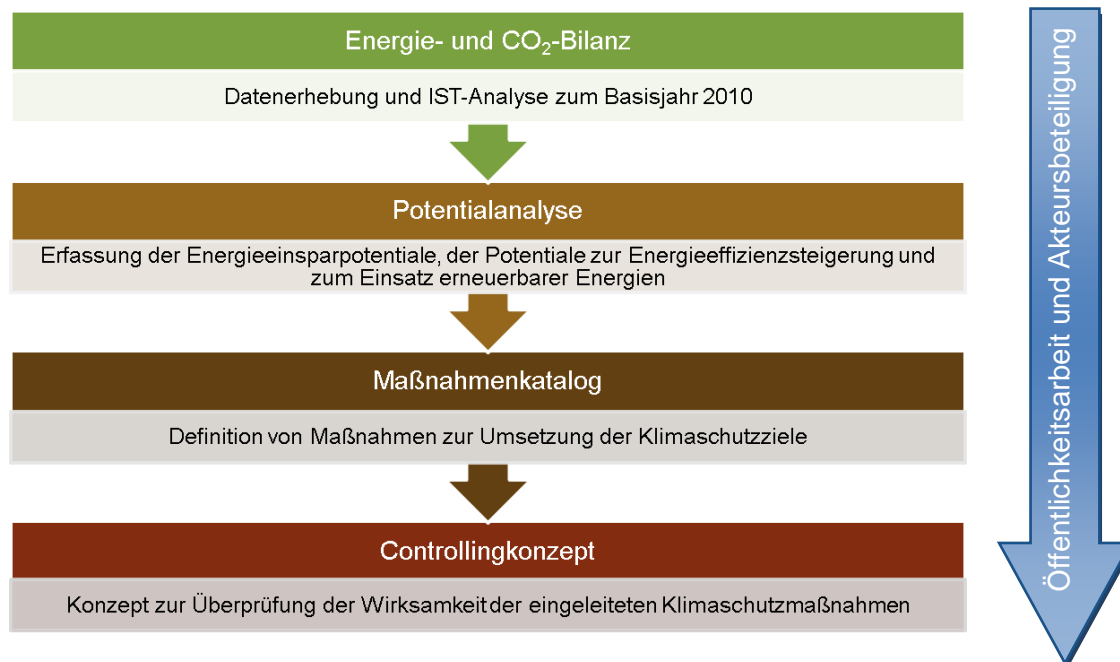 Energie- und CO₂-Bilanz
Datenerhebung und IST-Analyse zum Basisjahr 2010
Potentialanalyse
Erfassung der Energieeinsparpotentiale, der Potentiale zur Energieeffizienzsteigerung und
zum Einsatz erneuerbarer Energien
Maßnahmenkatalog
Definition von Maßnahmen zur Umsetzung der Klimaschutzziele
Controllingkonzept
Konzept zur Überprüfung der Wirksamkeit der eingeleiteten Klimaschutzmaßnahmen
Öffentlichkeitsarbeit und Akteursbeteiligung